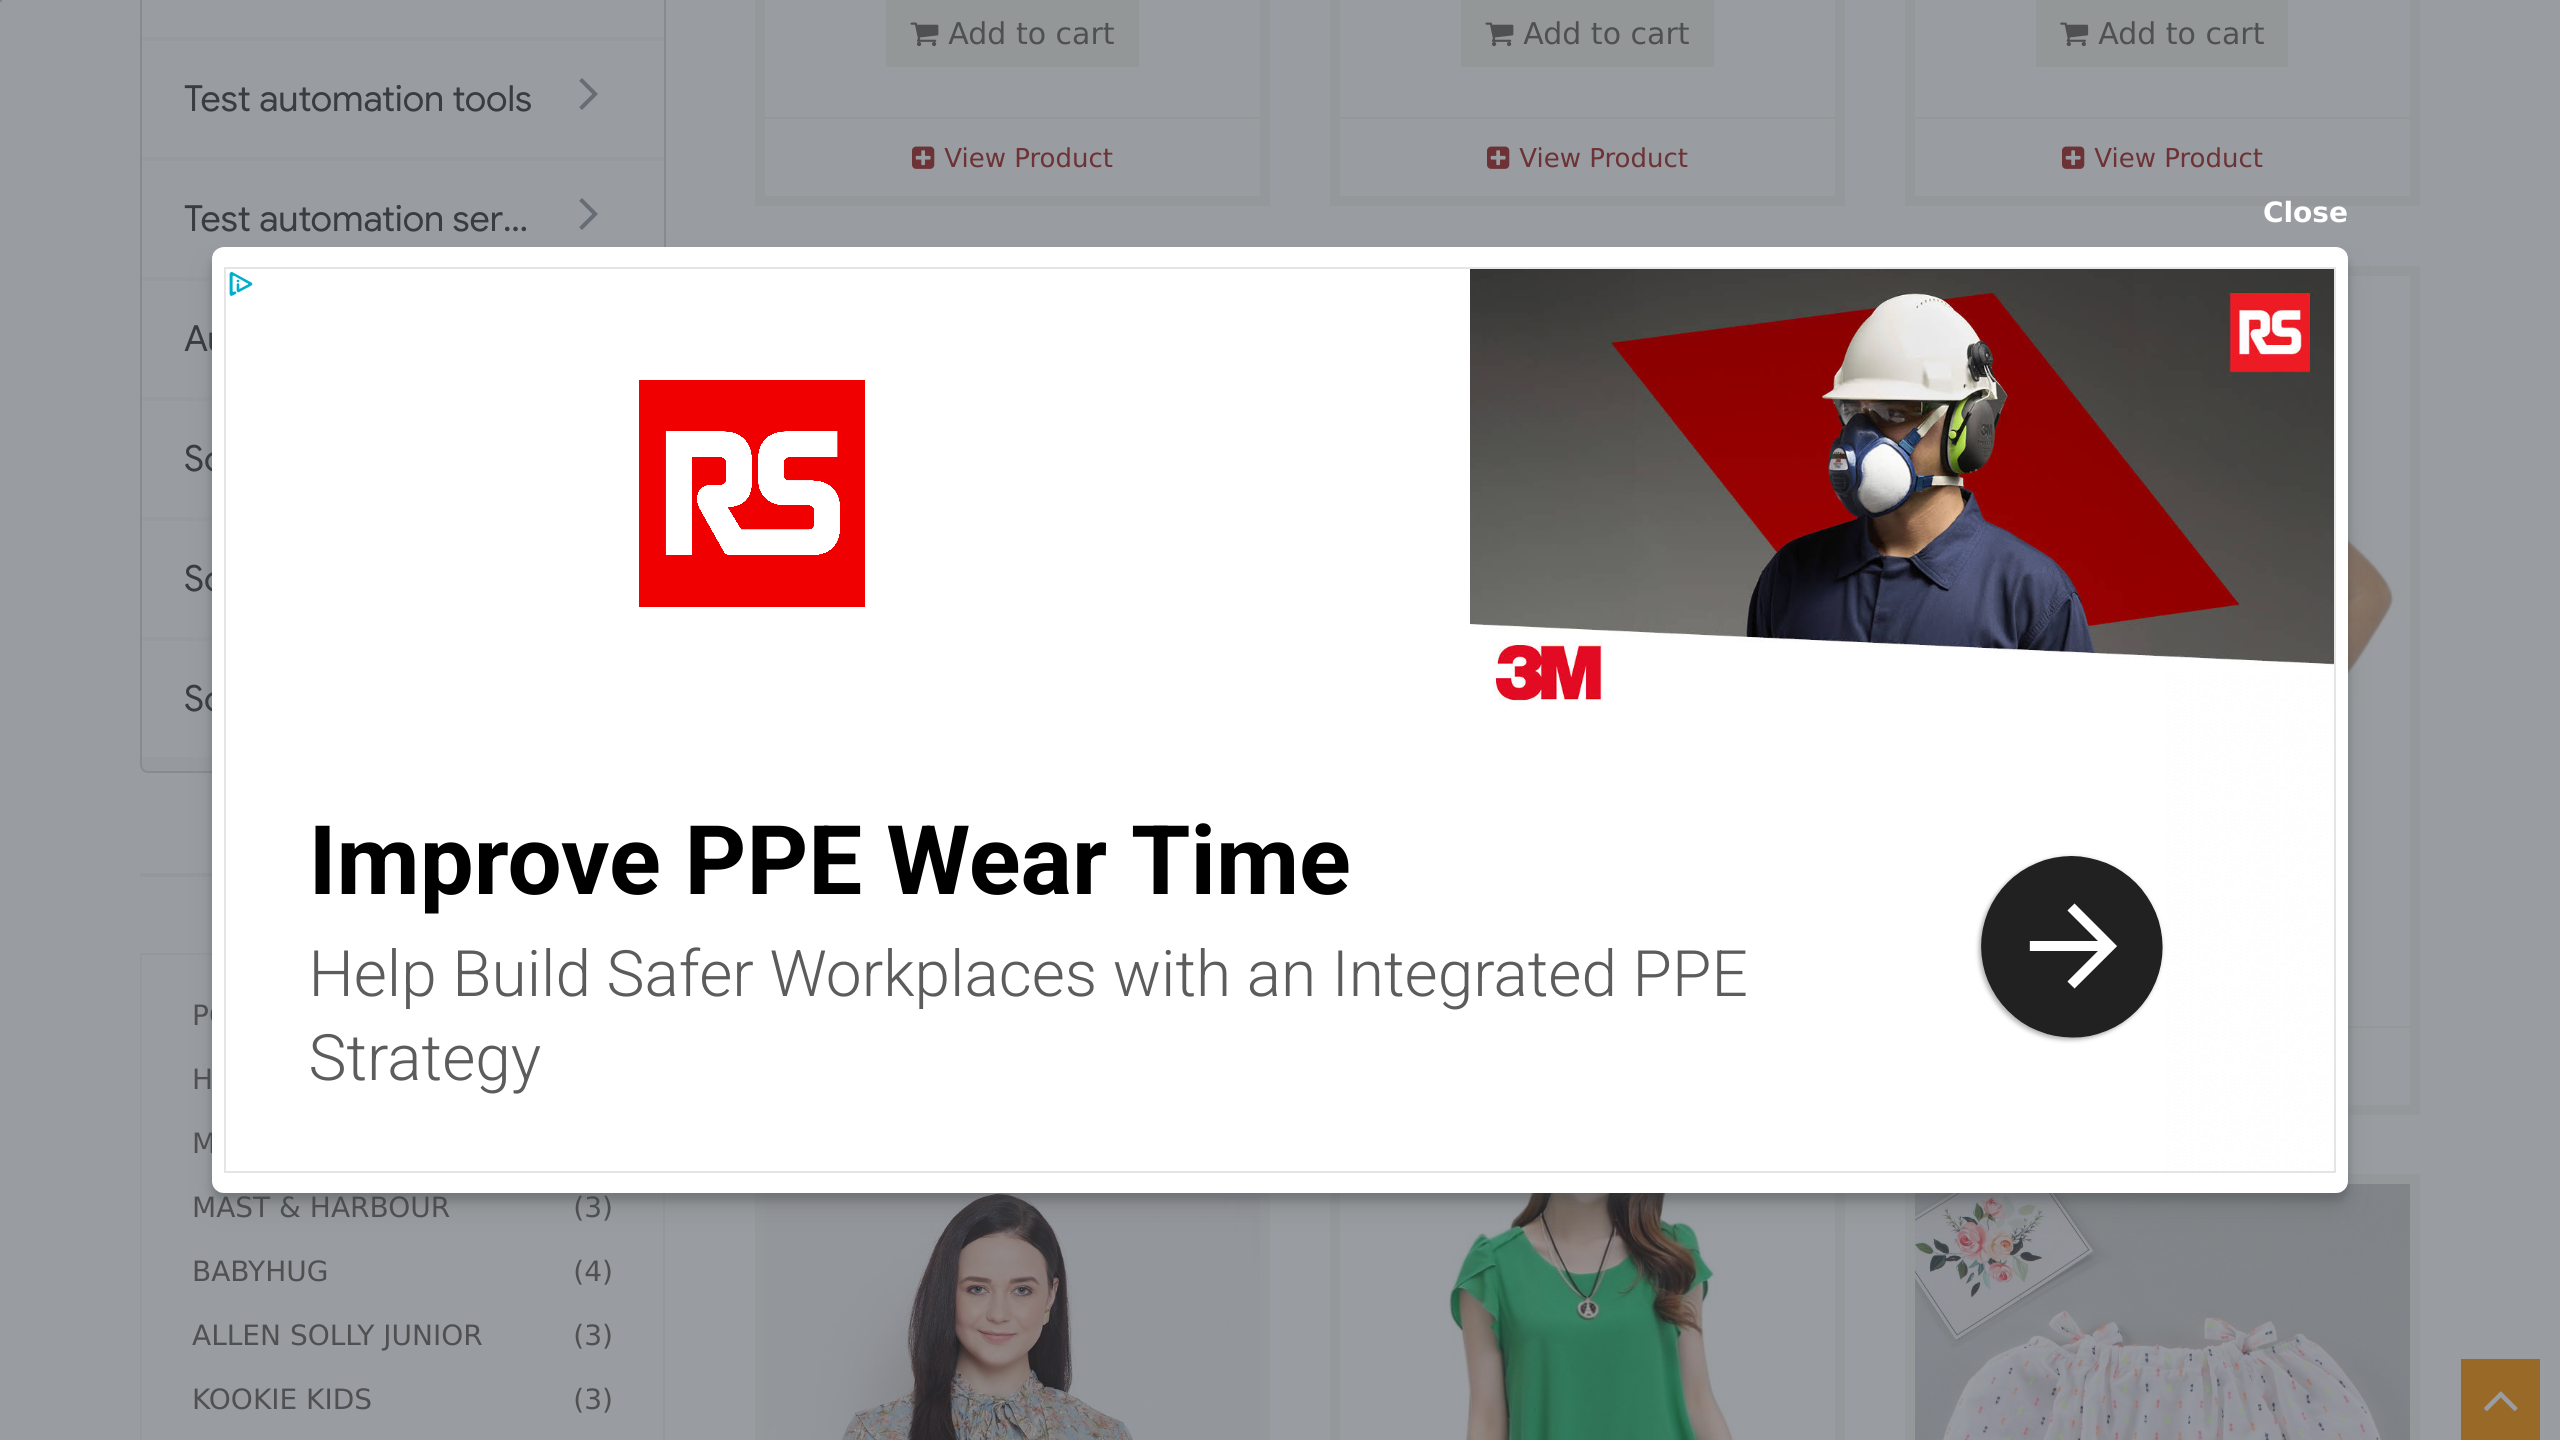 Add to cart
Add to cart
Add to cart
Test automation tools
View Product
View Product
View Product
Test automation ser...
Close
RS
RS
3M
Improve PPE Wear Time
Help Build Safer Workplaces with an Integrated PPE
Strategy
MAST & HARBOUR (3)
BABYHUG (4)
ALLEN SOLLY JUNIOR (3)
KOOKIE KIDS (3)